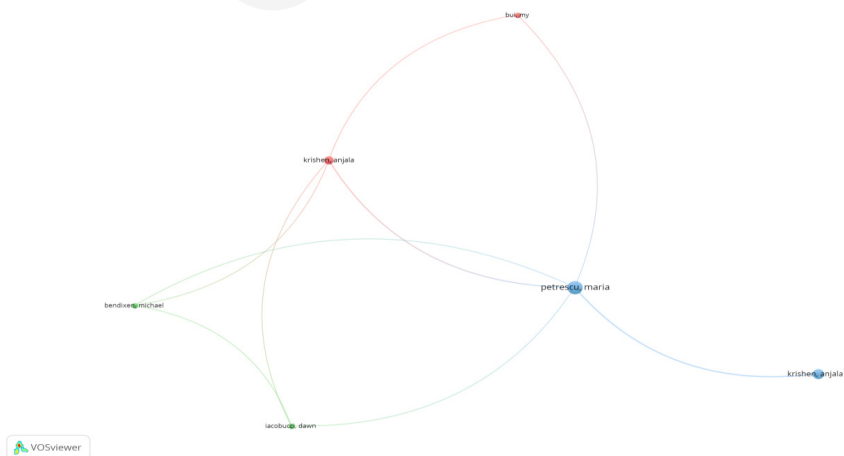 bui, my
krishen, anjala
petrescu, maria
bendixen, michael
krishen, anjala
iacobucci, dawn
VOSviewer